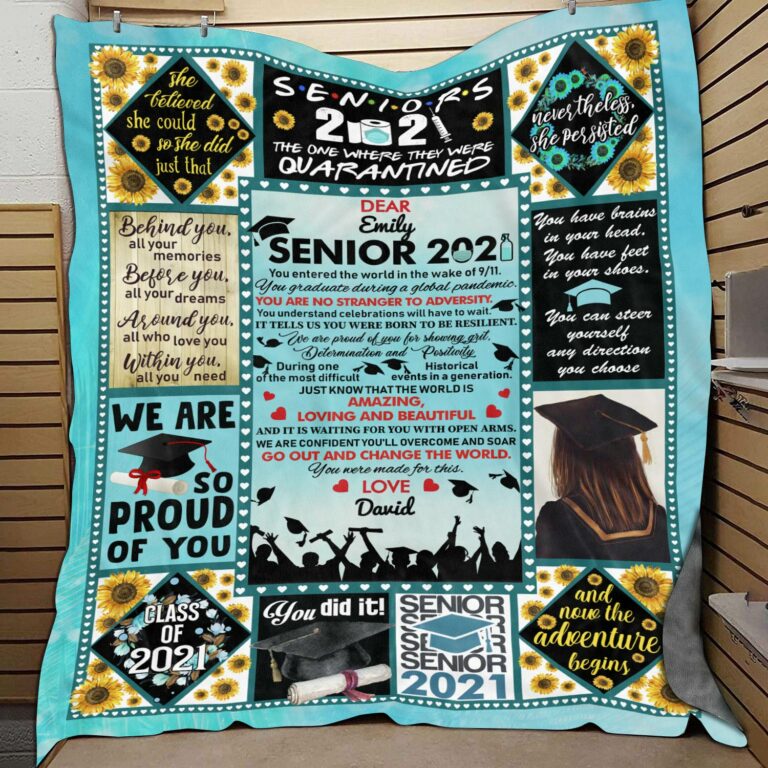 she
believed
she could
so she did
just that
SENIORS
2021
THE ONE WHERE THEY WERE
QUARANTINED
nevertheless,
she persisted
Behind you,
all your
memories
Before you,
all your dreams
Around you,
all who love you
Within you,
all you need
DEAR
Emily
SENIOR 2021
You entered the world in the wake of 9/11.
You graduate during a global pandemic.
YOU ARE NO STRANGER TO ADVERSITY.
You understand celebrations will have to wait.
IT TELLS US YOU WERE BORN TO BE RESILIENT.
We are proud of you for showing grit,
Determination and Positivity
During one Historical
of the most difficult events in a generation.
JUST KNOW THAT THE WORLD IS
AMAZING,
LOVING AND BEAUTIFUL
AND IT IS WAITING FOR YOU WITH OPEN ARMS.
WE ARE CONFIDENT YOU'LL OVERCOME AND SOAR
GO OUT AND CHANGE THE WORLD.
You were made for this.
LOVE
David
You have brains
in your head.
You have feet
in your shoes.
You can steer
yourself
any direction
you choose
WE ARE
SO
PROUD
OF YOU
CLASS
OF
2021
You did it!
SENIOR
SENIOR
SENIOR
SENIOR
2021
and
now the
adventure
begins